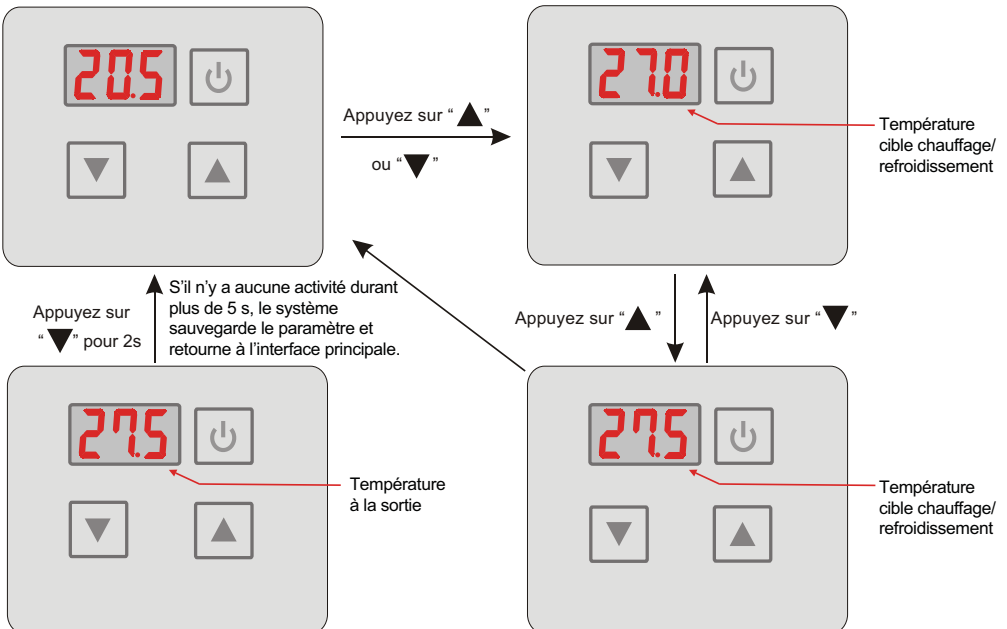 20.5
Appuyez sur “▲”
ou “▼”
27.0
Température
cible chauffage/
refroidissement
Appuyez sur
“▼” pour 2s
S'il n'y a aucune activité durant
plus de 5 s, le système
sauvegarde le paramètre et
retourne à l’interface principale.
Appuyez sur “▲”
Appuyez sur “▼”
27.5
Température
à la sortie
27.5
Température
cible chauffage/
refroidissement